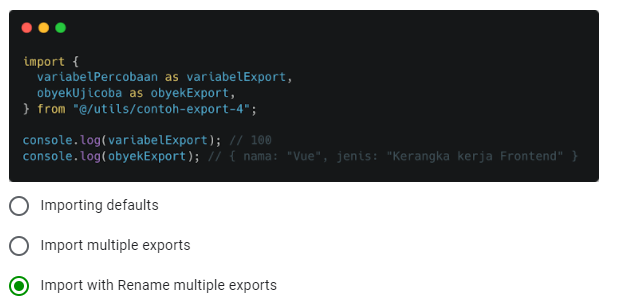 import {
  variabelPercobaan as variabelExport,
  obyekUjicoba as obyekExport,
} from "@/utils/contoh-export-4";
console.log(variabelExport); // 100
console.log(obyekExport); // { nama: "Vue", jenis: "Kerangka kerja Frontend" }
Importing defaults
Import multiple exports
Import with Rename multiple exports